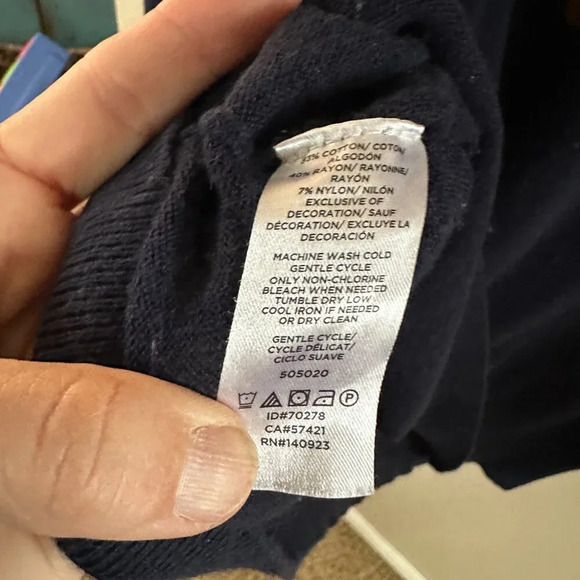 53% COTTON/ COTON/
ALGODÓN
40% RAYON/ RAYONNE/
RAYÓN
7% NYLON/ NILÓN
EXCLUSIVE OF
DECORATION/ SAUF
DÉCORATION/ EXCLUYE LA
DECORACIÓN
MACHINE WASH COLD
GENTLE CYCLE
ONLY NON-CHLORINE
BLEACH WHEN NEEDED
TUMBLE DRY LOW
COOL IRON IF NEEDED
OR DRY CLEAN
GENTLE CYCLE/
CYCLE DÉLICAT/
CICLO SUAVE
505020
P
ID#70278
CA#57421
RN#140923